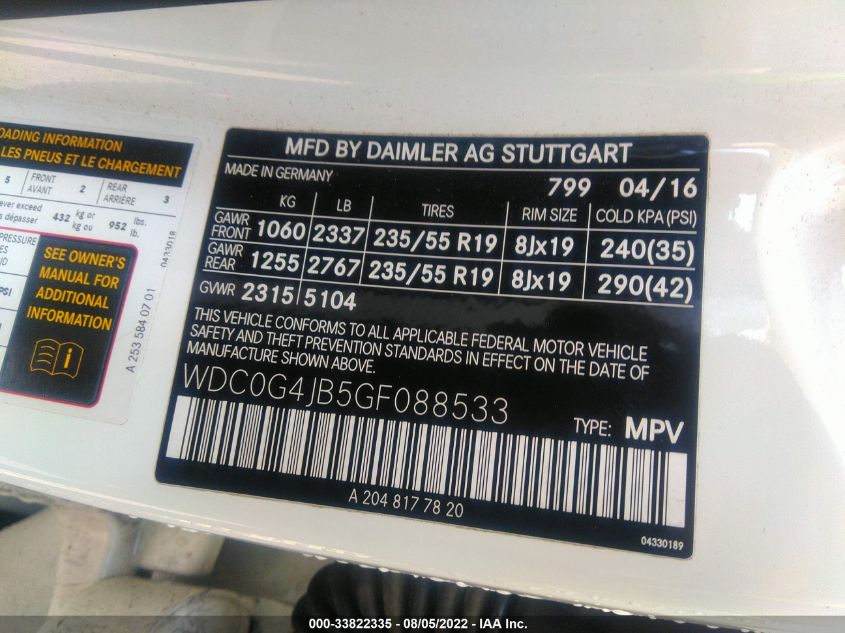 OADING INFORMATION
LES PNEUS ET LE CHARGEMENT
5 FRONT AVANT 2 REAR ARRIÈRE 3
ever exceed
s dépasser 432 kg or kg ou 952 lbs. lb.
PRESSURE
SEE OWNER'S
MANUAL FOR
ADDITIONAL
INFORMATION
0433018
A 253 584 07 01
MFD BY DAIMLER AG STUTTGART
MADE IN GERMANY 799 04/16
KG LB TIRES RIM SIZE COLD KPA (PSI)
GAWR FRONT 1060 2337 235/55 R19 8Jx19 240(35)
GAWR REAR 1255 2767 235/55 R19 8Jx19 290(42)
GVWR 2315 5104
THIS VEHICLE CONFORMS TO ALL APPLICABLE FEDERAL MOTOR VEHICLE
SAFETY AND THEFT PREVENTION STANDARDS IN EFFECT ON THE DATE OF
MANUFACTURE SHOWN ABOVE.
WDC0G4JB5GF088533
TYPE: MPV
A 204 817 78 20
04330189
000-33822335 - 08/05/2022 - IAA Inc.